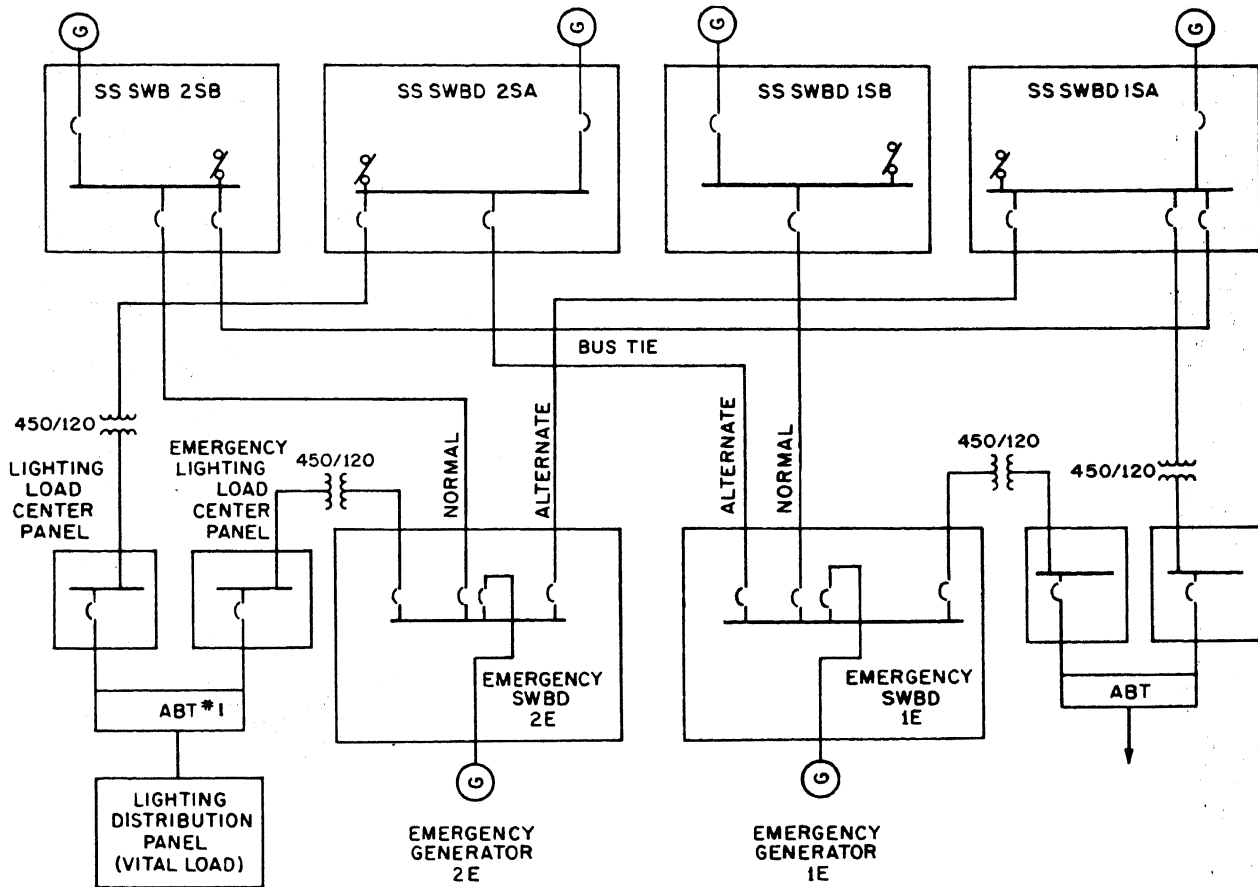 G
G
G
G
SS SWB 2SB
SS SWBD 2SA
SS SWBD 1SB
SS SWBD 1SA
BUS TIE
450/120
LIGHTING
LOAD
CENTER
PANEL
EMERGENCY
LIGHTING
LOAD
CENTER
PANEL
450/120
NORMAL
ALTERNATE
ALTERNATE
NORMAL
450/120
450/120
EMERGENCY
SWBD
2E
EMERGENCY
SWBD
1E
ABT #1
ABT
G
G
LIGHTING
DISTRIBUTION
PANEL
(VITAL LOAD)
EMERGENCY
GENERATOR
2E
EMERGENCY
GENERATOR
1E